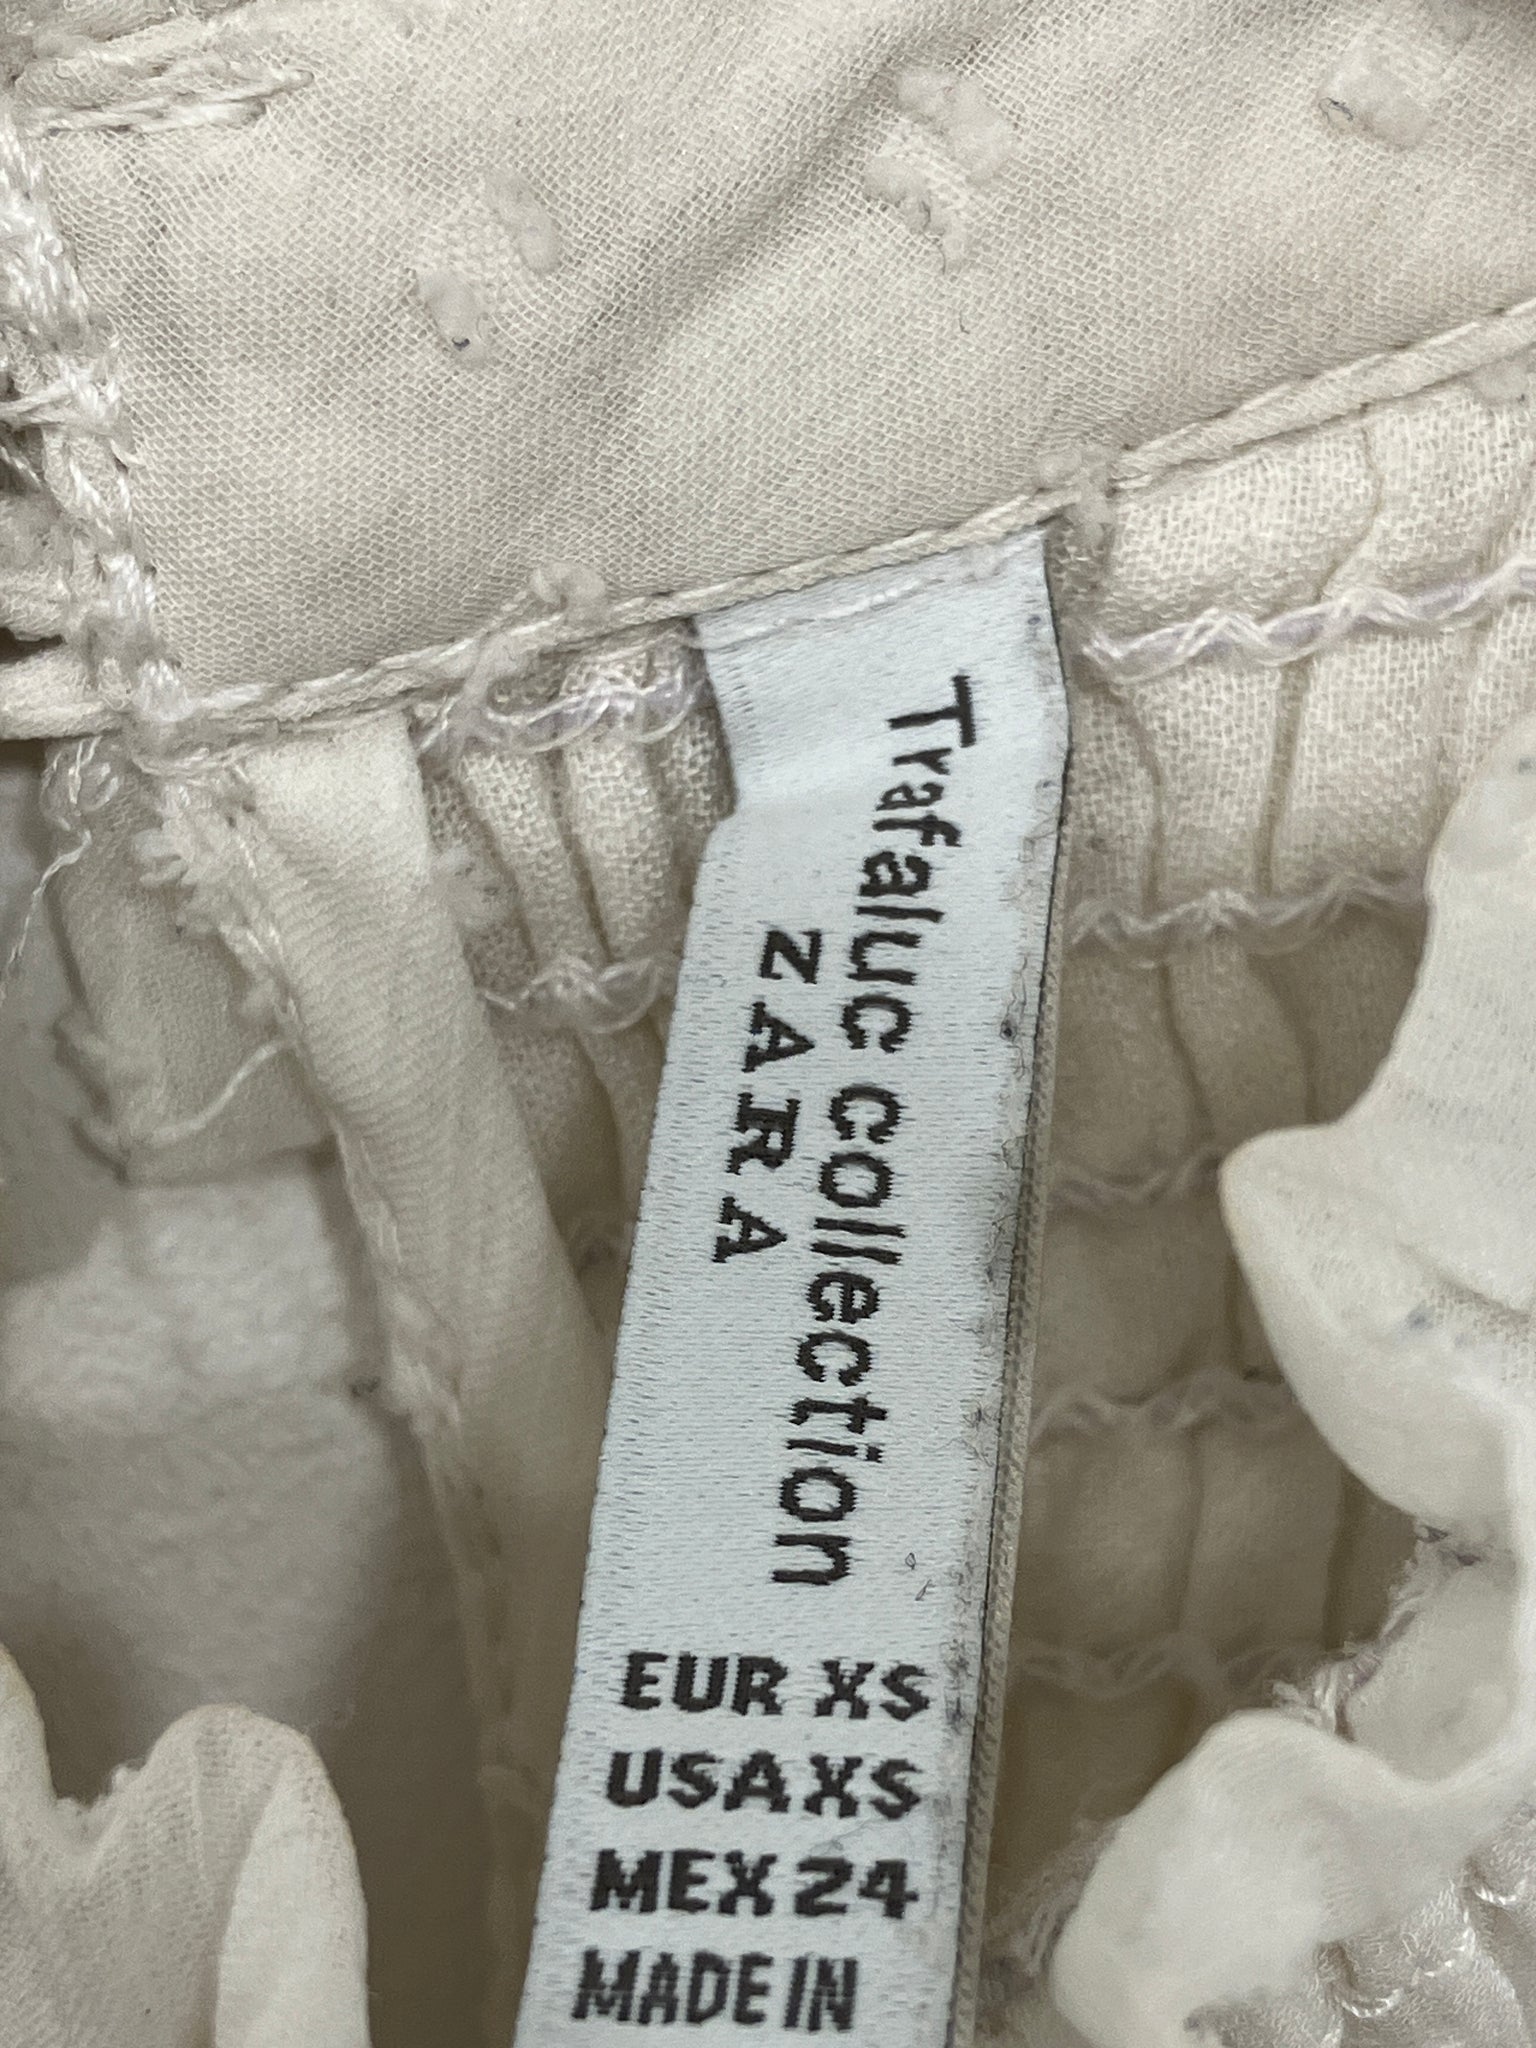 Trafaluc collection
ZARA
EUR XS
USA XS
MEX 24
MADE IN